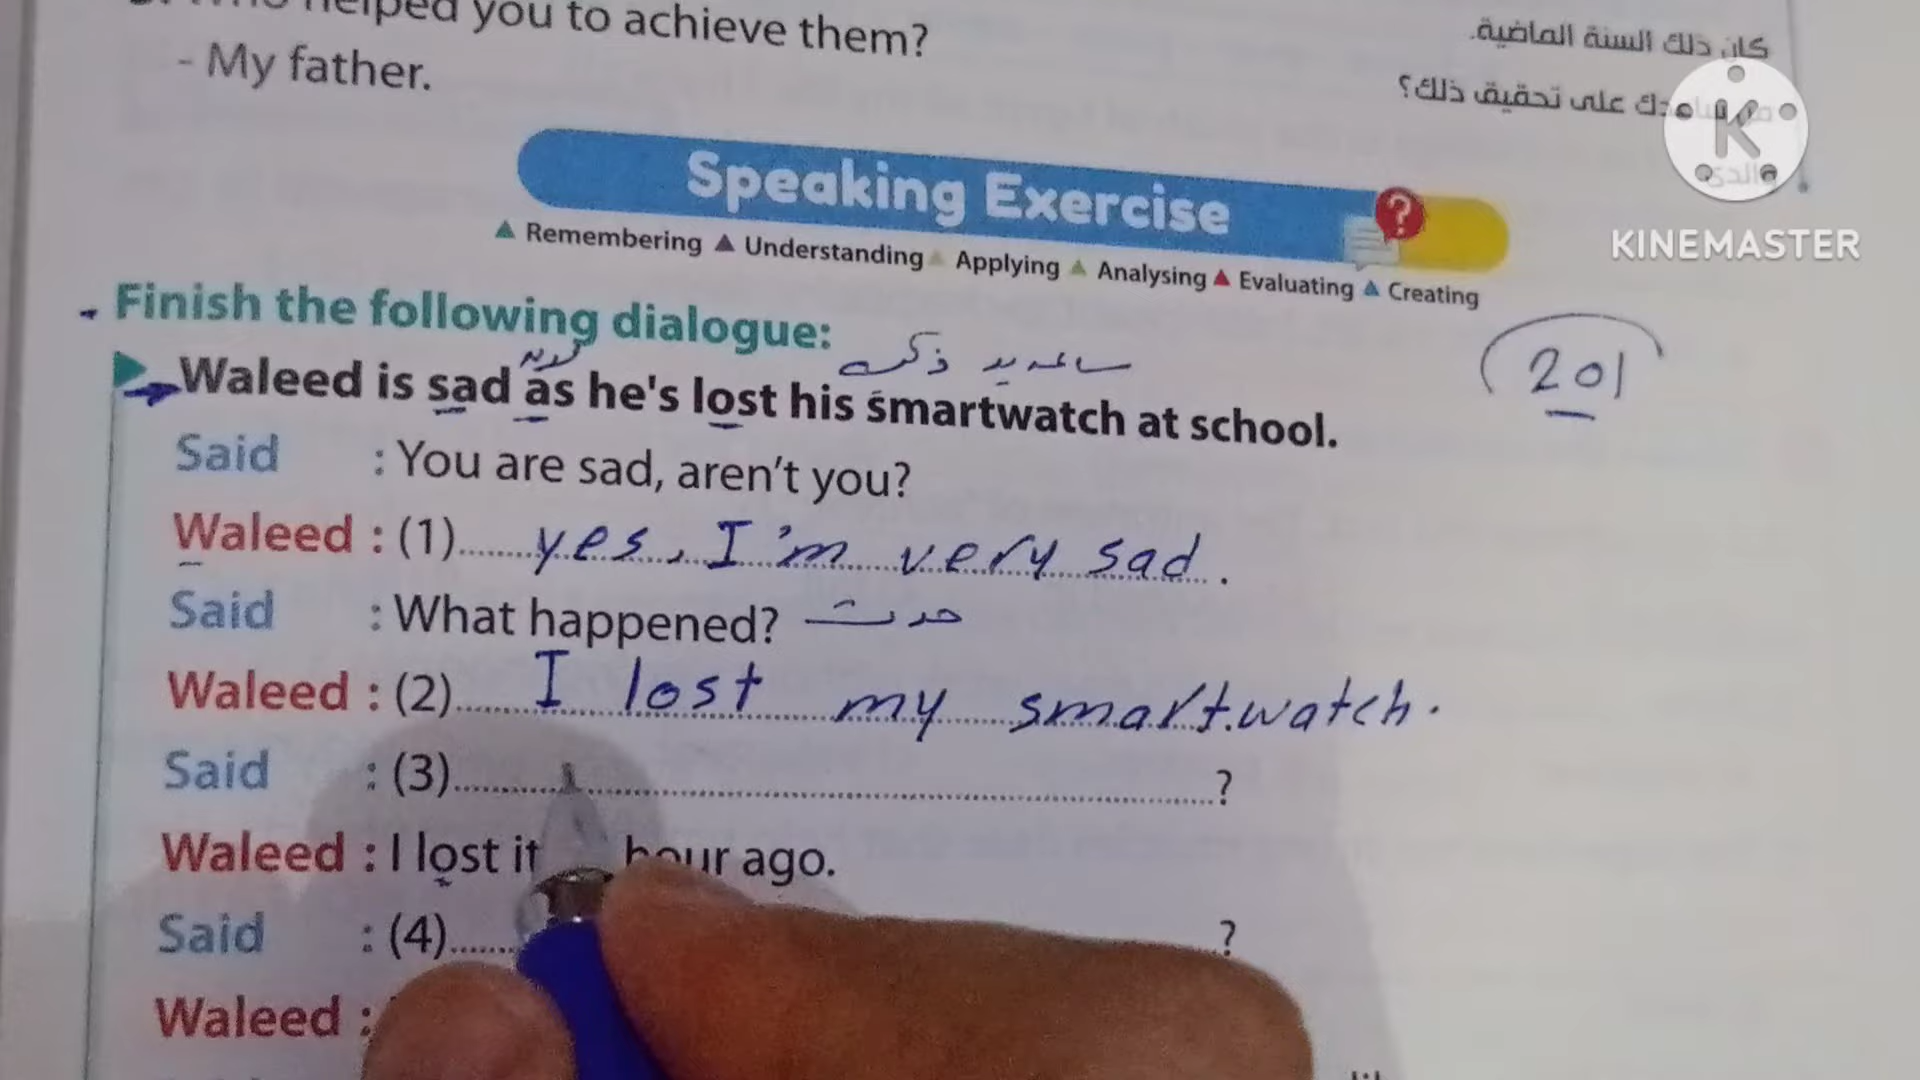 helped you to achieve them?
- My father.
كان ذلك السنة الماضية.
على تحقيق ذلك؟
والدى
KINEMASTER
Speaking Exercise
▲ Remembering ▲ Understanding ▲ Applying ▲ Analysing ▲ Evaluating ▲ Creating
Finish the following dialogue:
201
Waleed is sad as he's lost his smartwatch at school.
Said : You are sad, aren't you?
Waleed : (1) yes, I'm very sad.
Said : What happened? حدث
Waleed : (2) I lost my smartwatch.
Said : (3) ?
Waleed : I lost it hour ago.
Said : (4) ?
Waleed :